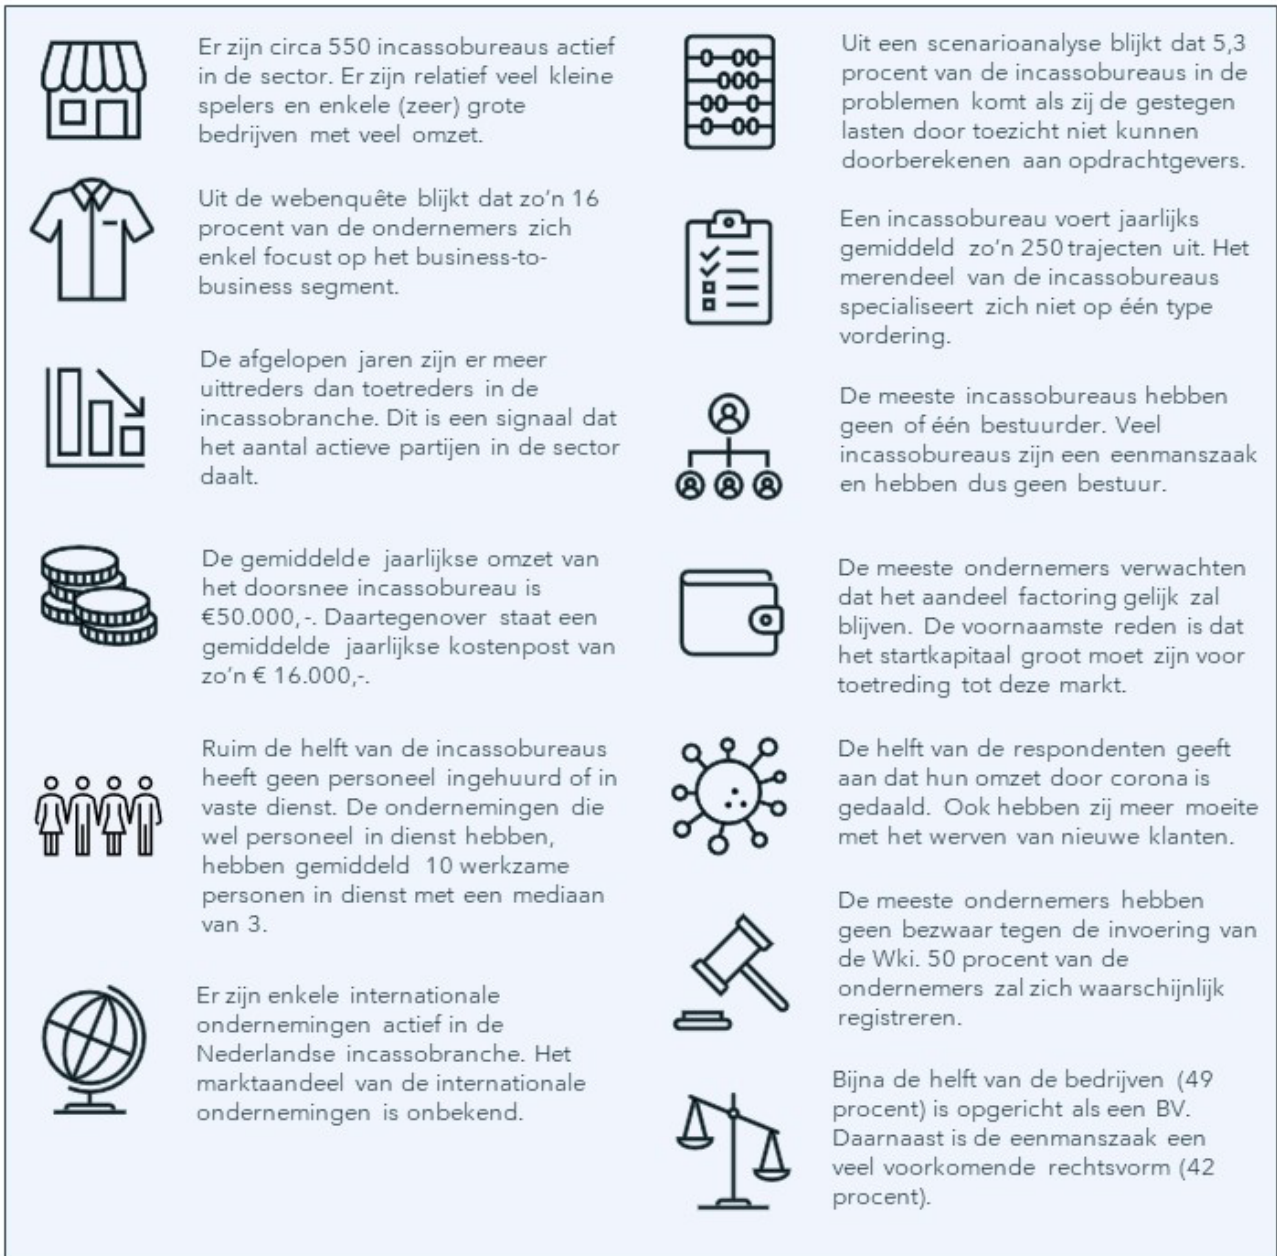 Er zijn circa 550 incassobureaus actief
in de sector. Er zijn relatief veel kleine
spelers en enkele (zeer) grote
bedrijven met veel omzet.
Uit de webenquête blijkt dat zo’n 16
procent van de ondernemers zich
enkel focust op het business-to-
business segment.
De afgelopen jaren zijn er meer
uittreders dan toetreders in de
incassobranche. Dit is een signaal dat
het aantal actieve partijen in de sector
daalt.
De gemiddelde jaarlijkse omzet van
het doorsnee incassobureau is
€50.000,-. Daartegenover staat een
gemiddelde jaarlijkse kostenpost van
zo’n € 16.000,-.
Ruim de helft van de incassobureaus
heeft geen personeel ingehuurd of in
vaste dienst. De ondernemingen die
wel personeel in dienst hebben,
hebben gemiddeld 10 werkzame
personen in dienst met een mediaan
van 3.
Er zijn enkele internationale
ondernemingen actief in de
Nederlandse incassobranche. Het
marktaandeel van de internationale
ondernemingen is onbekend.
Uit een scenarioanalyse blijkt dat 5,3
procent van de incassobureaus in de
problemen komt als zij de gestegen
lasten door toezicht niet kunnen
doorberekenen aan opdrachtgevers.
Een incassobureau voert jaarlijks
gemiddeld zo’n 250 trajecten uit. Het
merendeel van de incassobureaus
specialiseert zich niet op één type
vordering.
De meeste incassobureaus hebben
geen of één bestuurder. Veel
incassobureaus zijn een eenmanszaak
en hebben dus geen bestuur.
De meeste ondernemers verwachten
dat het aandeel factoring gelijk zal
blijven. De voornaamste reden is dat
het startkapitaal groot moet zijn voor
toetreding tot deze markt.
De helft van de respondenten geeft
aan dat hun omzet door corona is
gedaald. Ook hebben zij meer moeite
met het werven van nieuwe klanten.
De meeste ondernemers hebben
geen bezwaar tegen de invoering van
de Wki. 50 procent van de
ondernemers zal zich waarschijnlijk
registreren.
Bijna de helft van de bedrijven (49
procent) is opgericht als een BV.
Daarnaast is de eenmanszaak een
veel voorkomende rechtsvorm (42
procent).